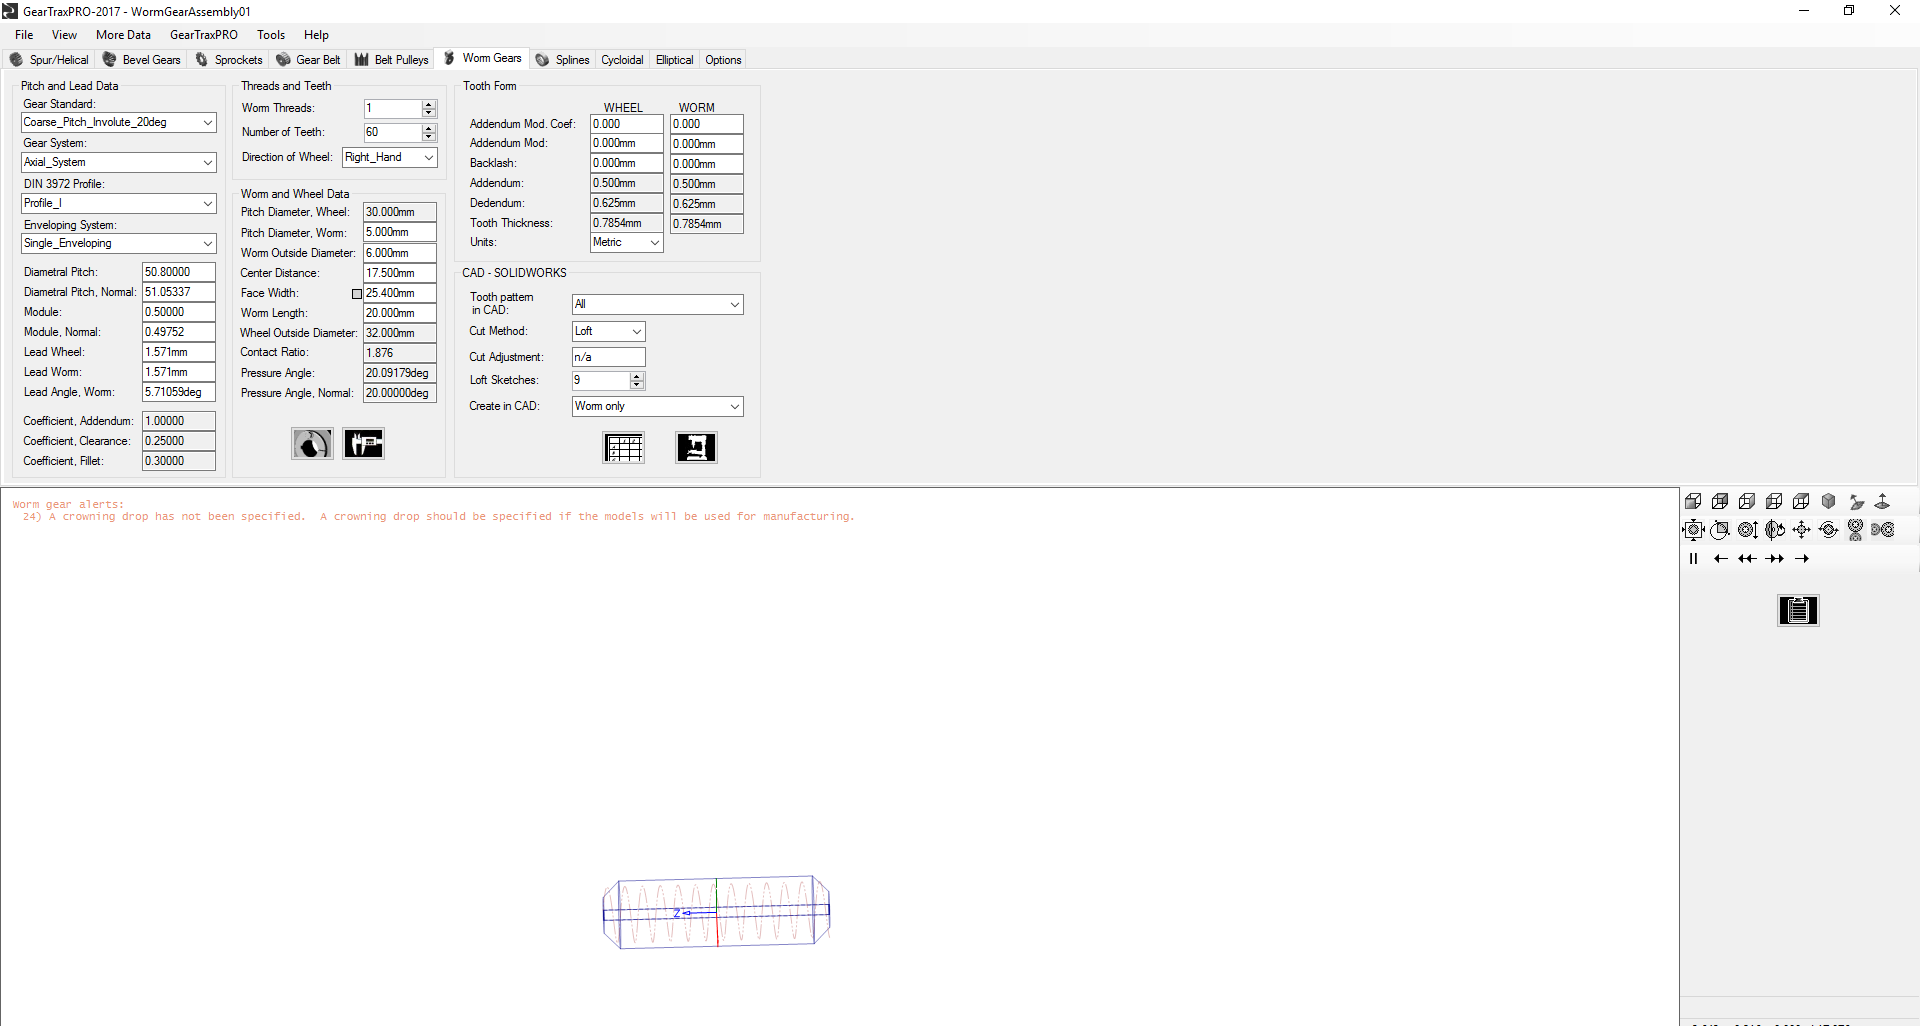 GearTraxPRO-2017 - WormGearAssembly01
File View More Data GearTraxPRO Tools Help
Spur/Helical Bevel Gears Sprockets Gear Belt Belt Pulleys Worm Gears Splines Cycloidal Elliptical Options
Pitch and Lead Data
Gear Standard:
Coarse_Pitch_Involute_20deg
Gear System:
Axial_System
DIN 3972 Profile:
Profile_I
Enveloping System:
Single_Enveloping
Diametral Pitch: 50.80000
Diametral Pitch, Normal: 51.05337
Module: 0.50000
Module, Normal: 0.49752
Lead Wheel: 1.571mm
Lead Worm: 1.571mm
Lead Angle, Worm: 5.71059deg
Coefficient, Addendum: 1.00000
Coefficient, Clearance: 0.25000
Coefficient, Fillet: 0.30000
Threads and Teeth
Worm Threads: 1
Number of Teeth: 60
Direction of Wheel: Right_Hand
Worm and Wheel Data
Pitch Diameter, Wheel: 30.000mm
Pitch Diameter, Worm: 5.000mm
Worm Outside Diameter: 6.000mm
Center Distance: 17.500mm
Face Width: 25.400mm
Worm Length: 20.000mm
Wheel Outside Diameter: 32.000mm
Contact Ratio: 1.876
Pressure Angle: 20.09179deg
Pressure Angle, Normal: 20.00000deg
Tooth Form
WHEEL WORM
Addendum Mod. Coef: 0.000 0.000
Addendum Mod: 0.000mm 0.000mm
Backlash: 0.000mm 0.000mm
Addendum: 0.500mm 0.500mm
Dedendum: 0.625mm 0.625mm
Tooth Thickness: 0.7854mm 0.7854mm
Units: Metric
CAD - SOLIDWORKS
Tooth pattern
in CAD: All
Cut Method: Loft
Cut Adjustment: n/a
Loft Sketches: 9
Create in CAD: Worm only
Worm gear alerts:
24) A crowning drop has not been specified. A crowning drop should be specified if the models will be used for manufacturing.
Z